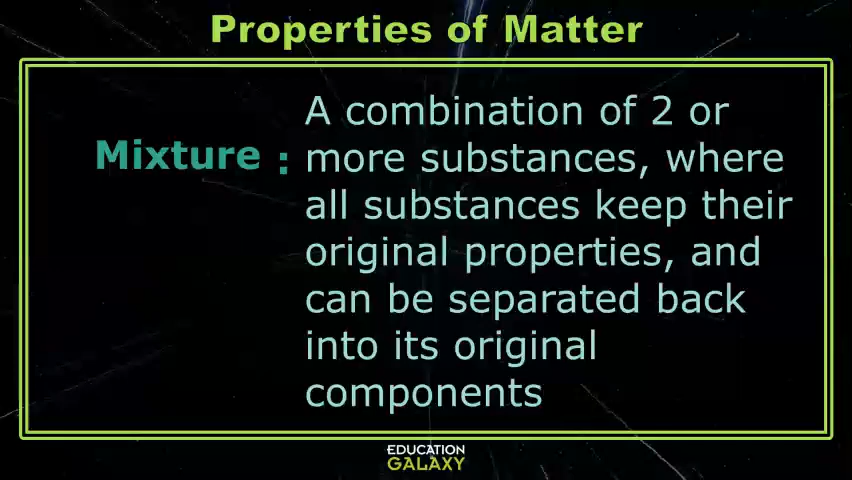 Properties of Matter
Mixture :
A combination of 2 or
more substances, where
all substances keep their
original properties, and
can be separated back
into its original
components
EDUCATION
GALAXY